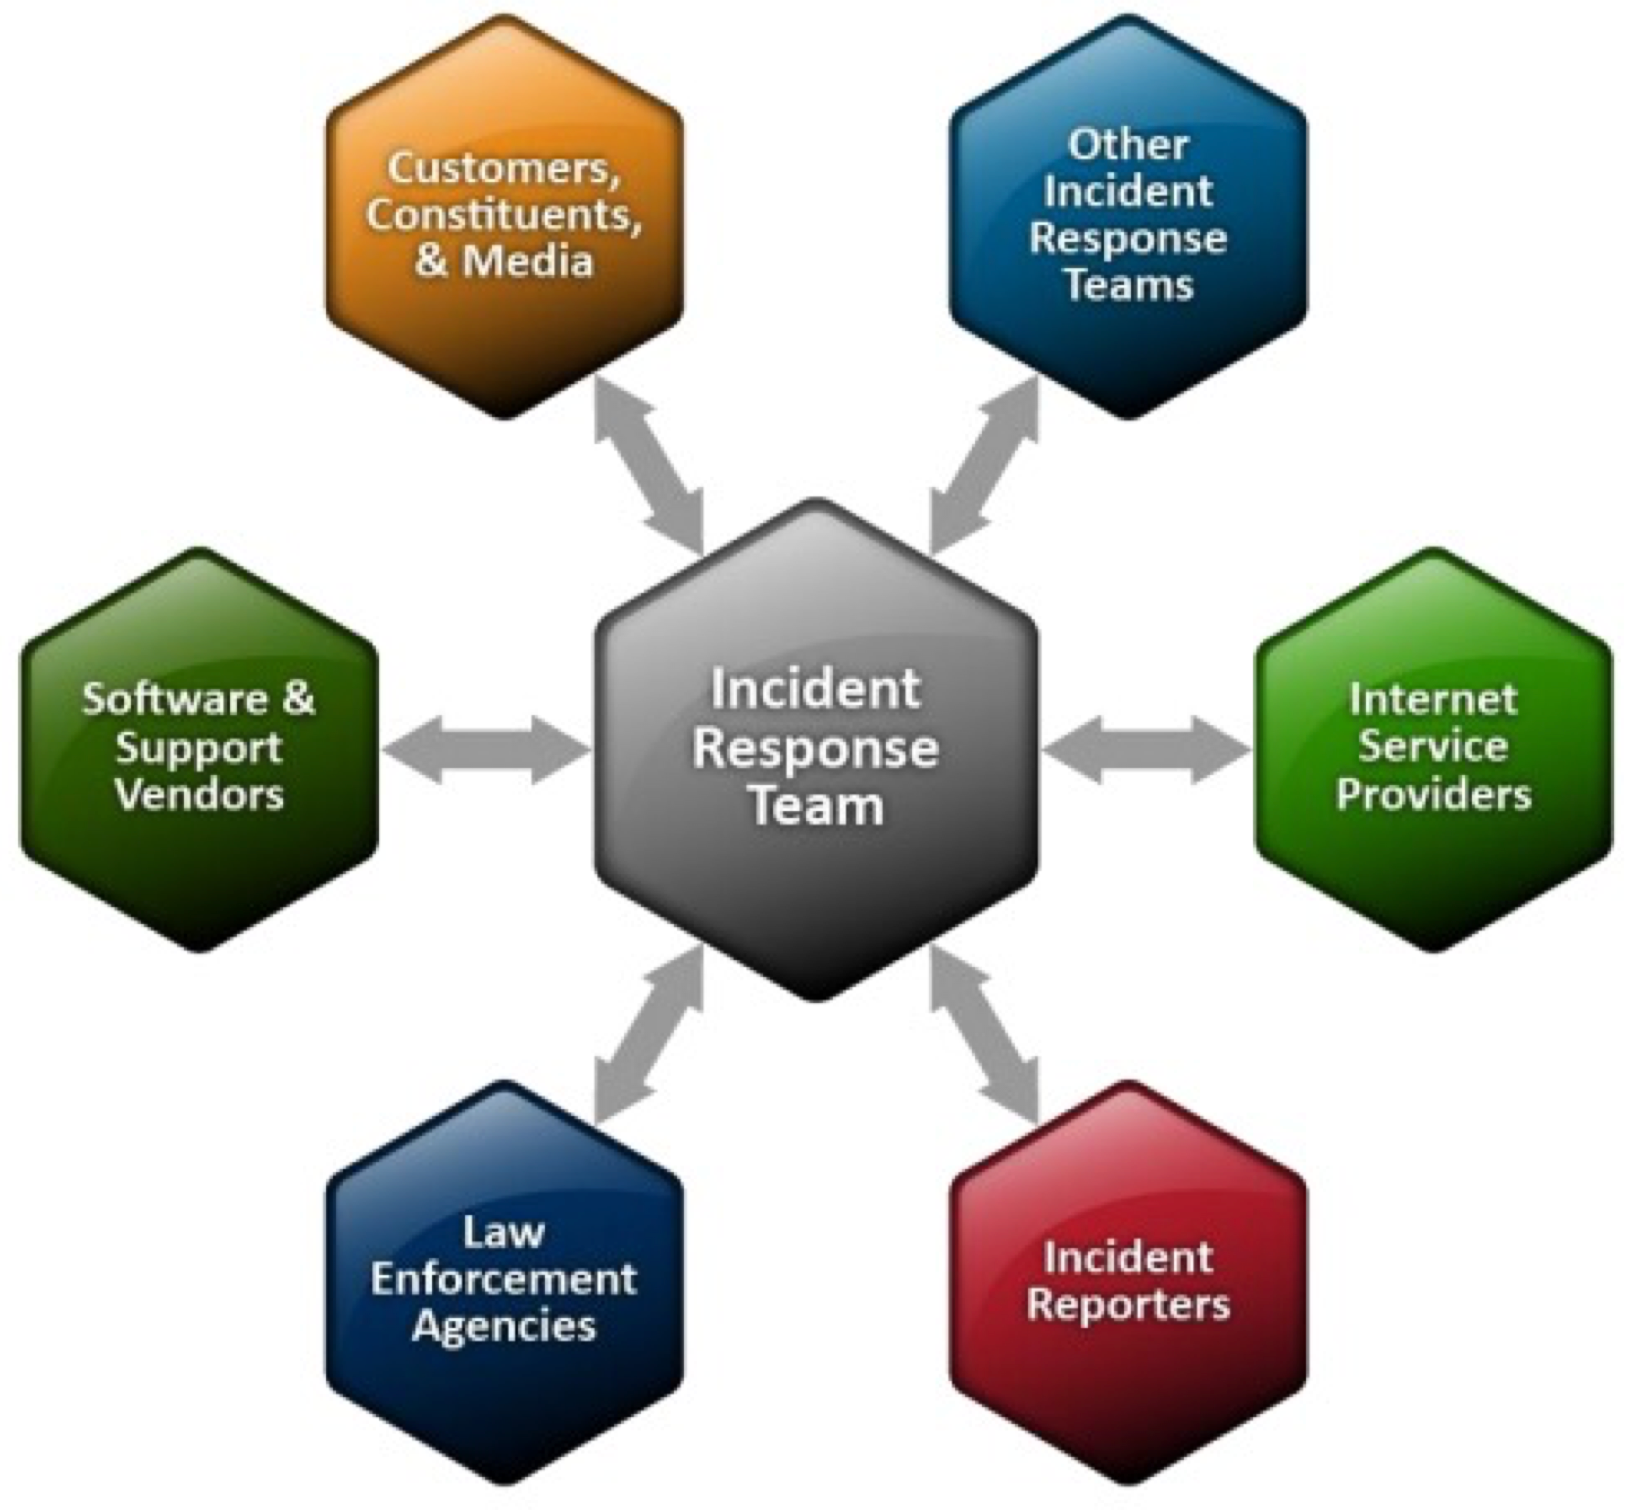 Customers,
Constituents,
& Media
Other
Incident
Response
Teams
Software &
Support
Vendors
Incident
Response
Team
Internet
Service
Providers
Law
Enforcement
Agencies
Incident
Reporters